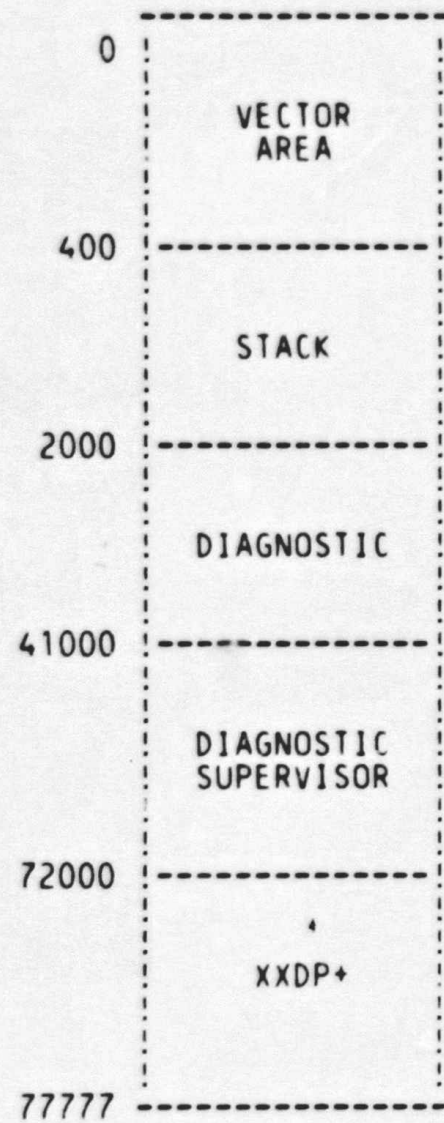 0
VECTOR
AREA
400
STACK
2000
DIAGNOSTIC
41000
DIAGNOSTIC
SUPERVISOR
72000
XXDP+
77777